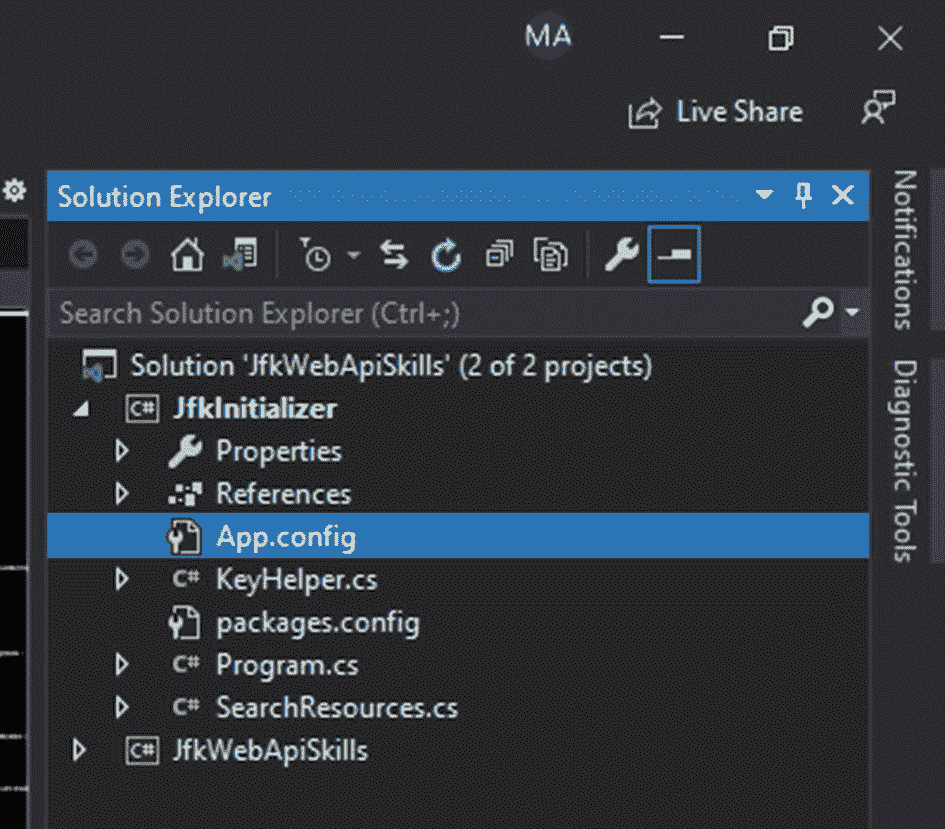 MA
Live Share
Solution Explorer
Search Solution Explorer (Ctrl+;)
Solution 'JfkWebApiSkills' (2 of 2 projects)
C# JfkInitializer
Properties
References
App.config
C# KeyHelper.cs
packages.config
C# Program.cs
C# SearchResources.cs
C# JfkWebApiSkills
Notifications
Diagnostic Tools